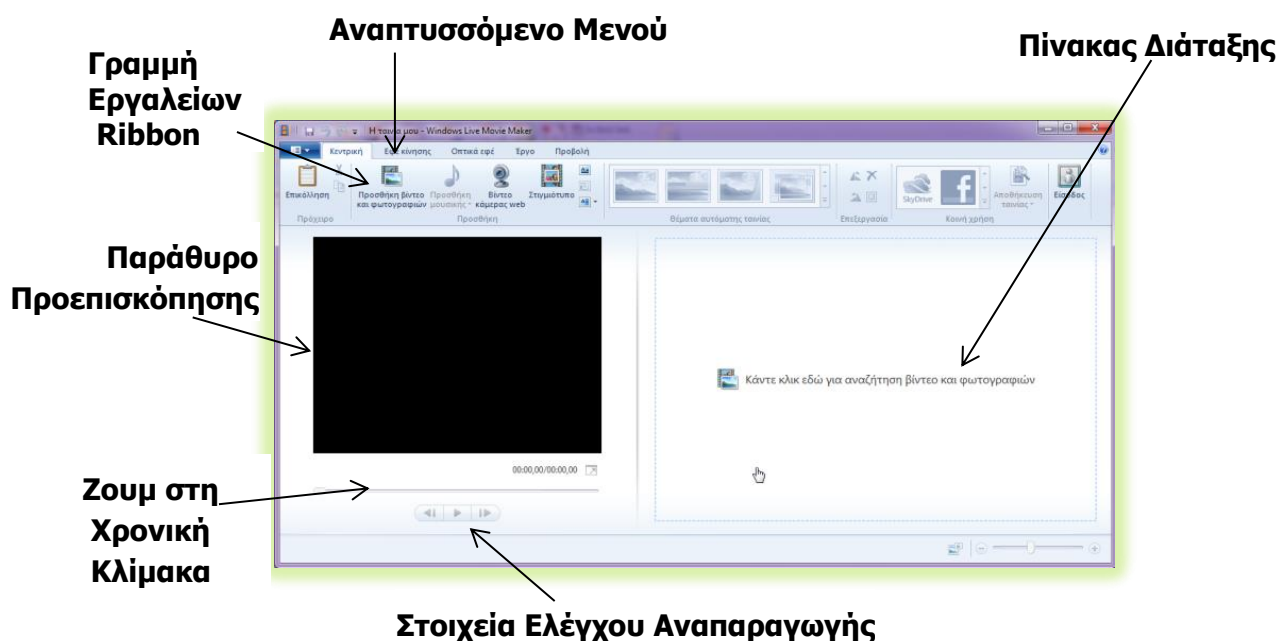 Αναπτυσσόμενο Μενού
Πίνακας Διάταξης
Γραμμή
Εργαλείων
Ribbon
Η ταινία μου - Windows Live Movie Maker
Κεντρική Εφέ κίνησης Οπτικά εφέ Έργο Προβολή
Επικόλληση
Προσθήκη βίντεο
και φωτογραφιών
Προσθήκη
μουσικής
Βίντεο
κάμερας web
Στιγμιότυπο
SkyDrive
Αποθήκευση
ταινίας
Είσοδος
Πρόχειρο Προσθήκη Θέματα αυτόματης ταινίας Επεξεργασία Κοινή χρήση
Παράθυρο
Προεπισκόπησης
Κάντε κλικ εδώ για αναζήτηση βίντεο και φωτογραφιών
00:00,00/00:00,00
Ζουμ στη
Χρονική
Κλίμακα
Στοιχεία Ελέγχου Αναπαραγωγής